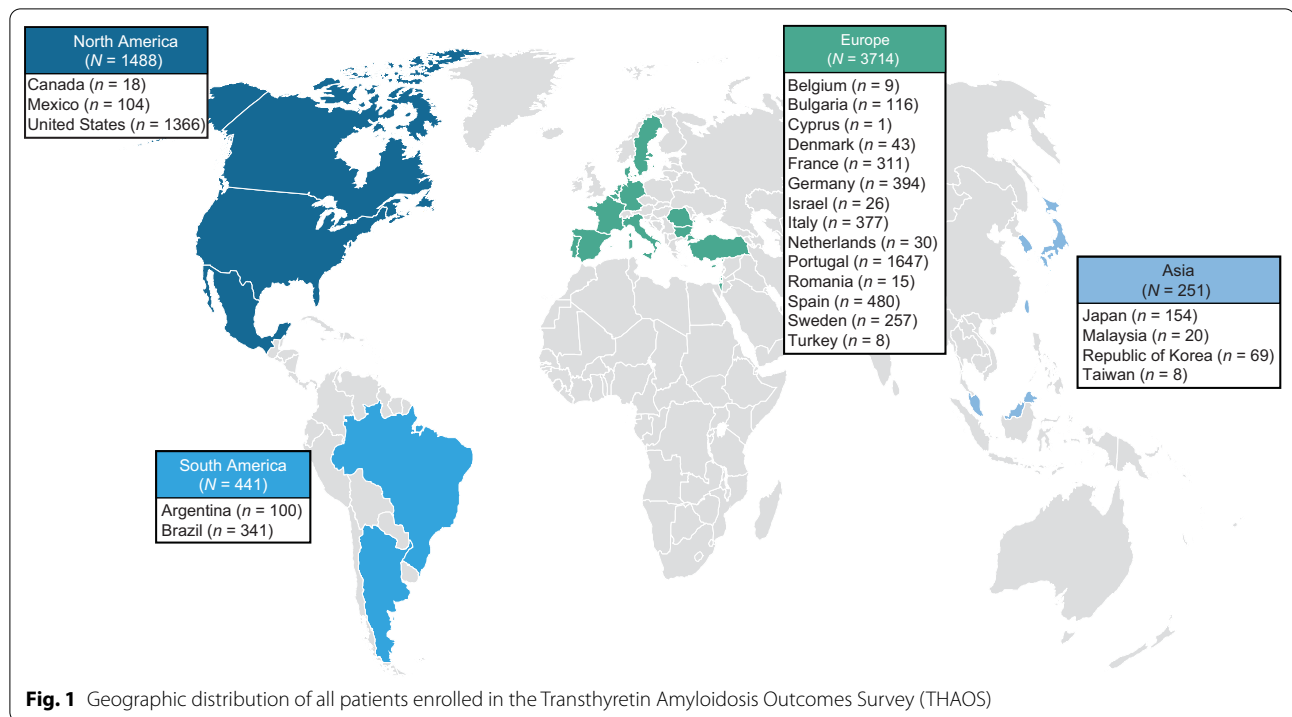 North America
(N = 1488)
Canada (n = 18)
Mexico (n = 104)
United States (n = 1366)
Europe
(N = 3714)
Belgium (n = 9)
Bulgaria (n = 116)
Cyprus (n = 1)
Denmark (n = 43)
France (n = 311)
Germany (n = 394)
Israel (n = 26)
Italy (n = 377)
Netherlands (n = 30)
Portugal (n = 1647)
Romania (n = 15)
Spain (n = 480)
Sweden (n = 257)
Turkey (n = 8)
Asia
(N = 251)
Japan (n = 154)
Malaysia (n = 20)
Republic of Korea (n = 69)
Taiwan (n = 8)
South America
(N = 441)
Argentina (n = 100)
Brazil (n = 341)
Fig. 1 Geographic distribution of all patients enrolled in the Transthyretin Amyloidosis Outcomes Survey (THAOS)